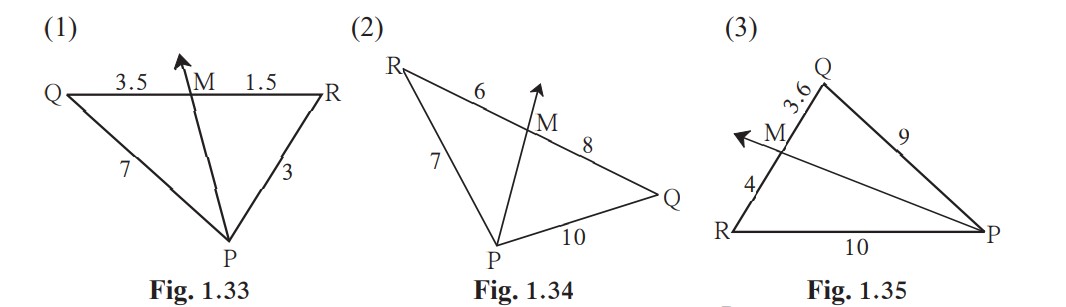 (1) (2) (3)
Q 3.5 M 1.5 R
7 3
P
R 6 M 8 Q
7 10
P
Q
3.6
M 9
4
R 10 P
Fig. 1.33 Fig. 1.34 Fig. 1.35